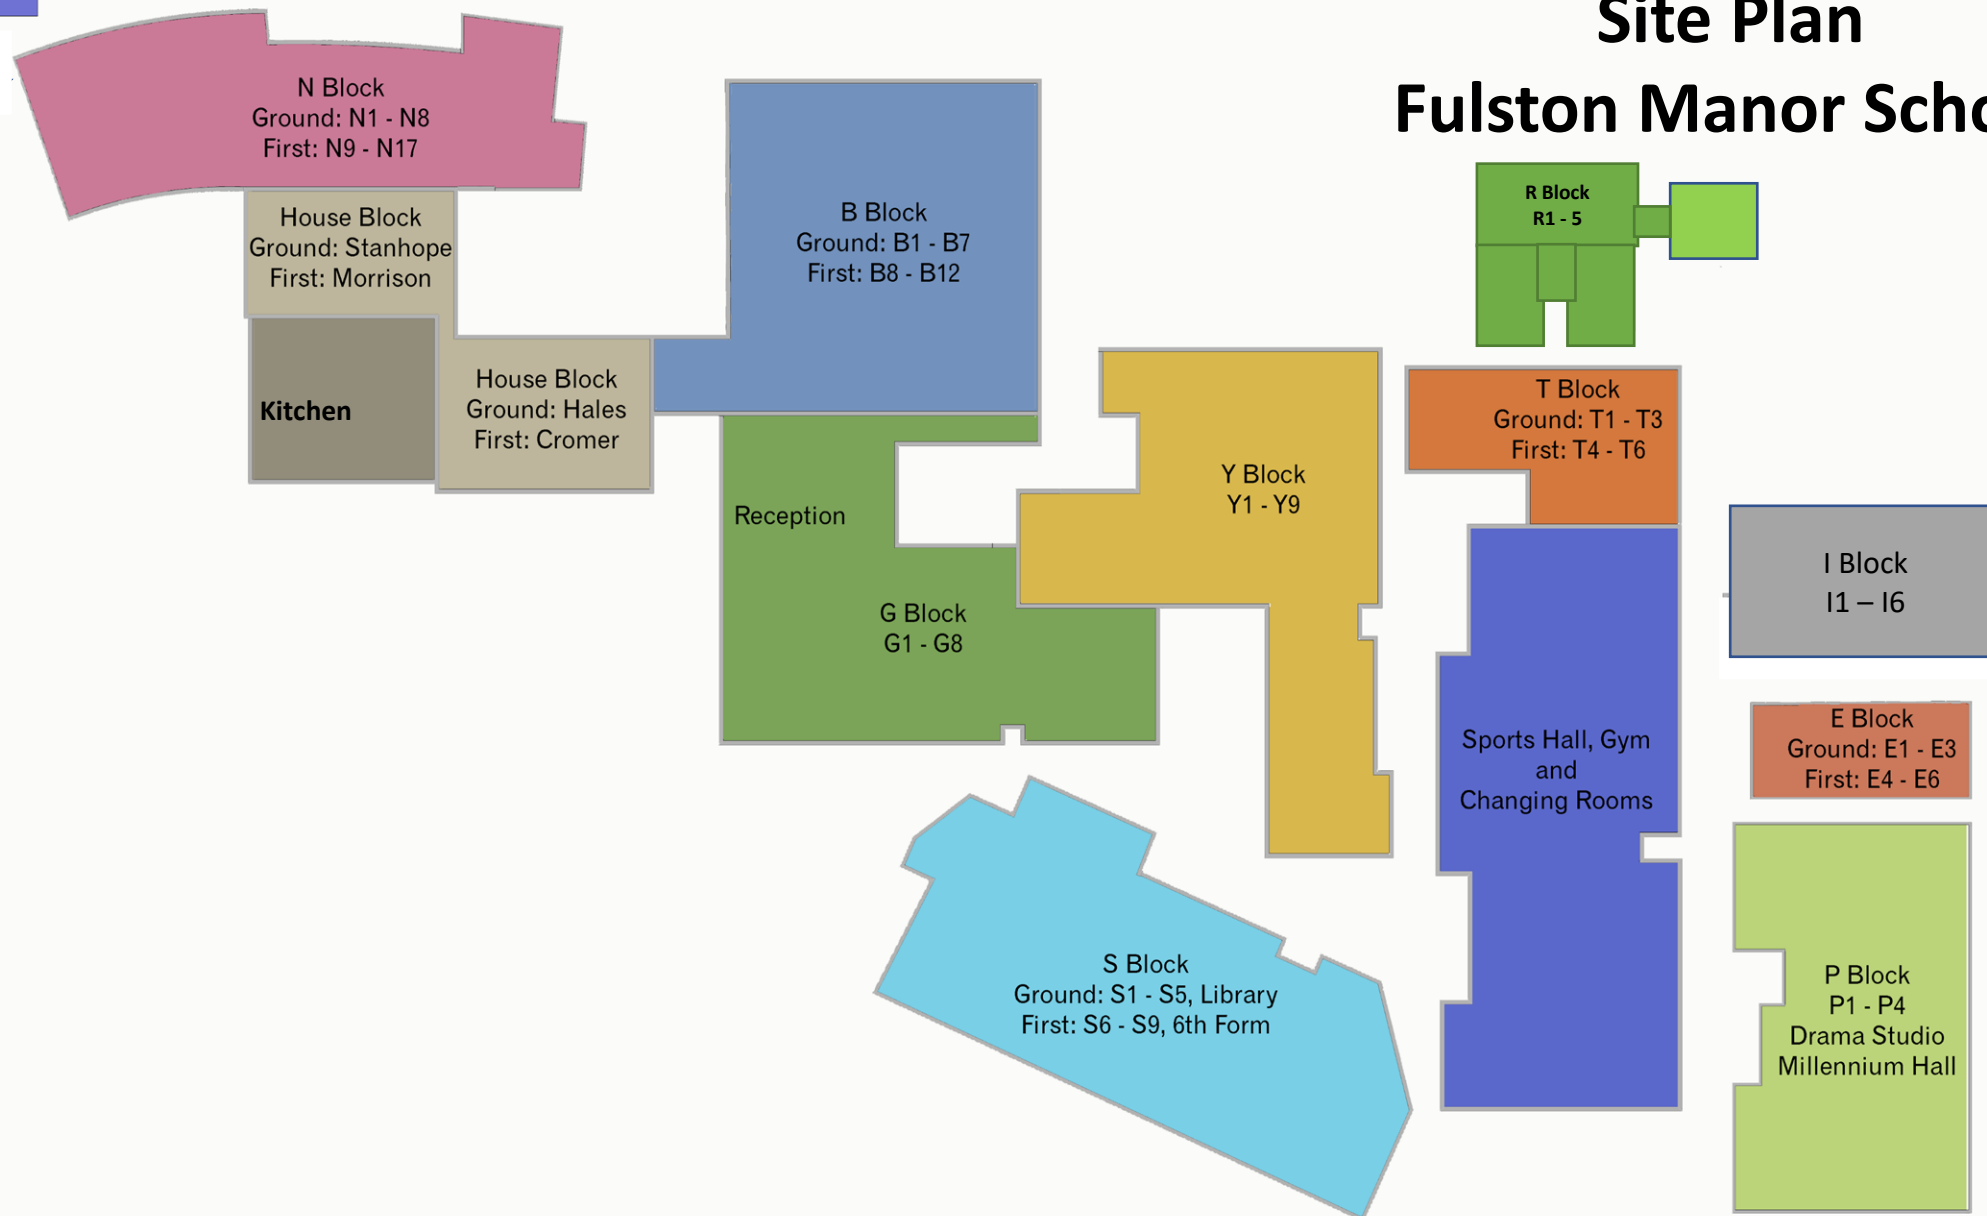 Site Plan
Fulston Manor Scho
N Block
Ground: N1 - N8
First: N9 - N17
House Block
Ground: Stanhope
First: Morrison
Kitchen
House Block
Ground: Hales
First: Cromer
B Block
Ground: B1 - B7
First: B8 - B12
R Block
R1 - 5
T Block
Ground: T1 - T3
First: T4 - T6
Y Block
Y1 - Y9
Reception
G Block
G1 - G8
I Block
I1 – I6
E Block
Ground: E1 - E3
First: E4 - E6
Sports Hall, Gym
and
Changing Rooms
S Block
Ground: S1 - S5, Library
First: S6 - S9, 6th Form
P Block
P1 - P4
Drama Studio
Millennium Hall